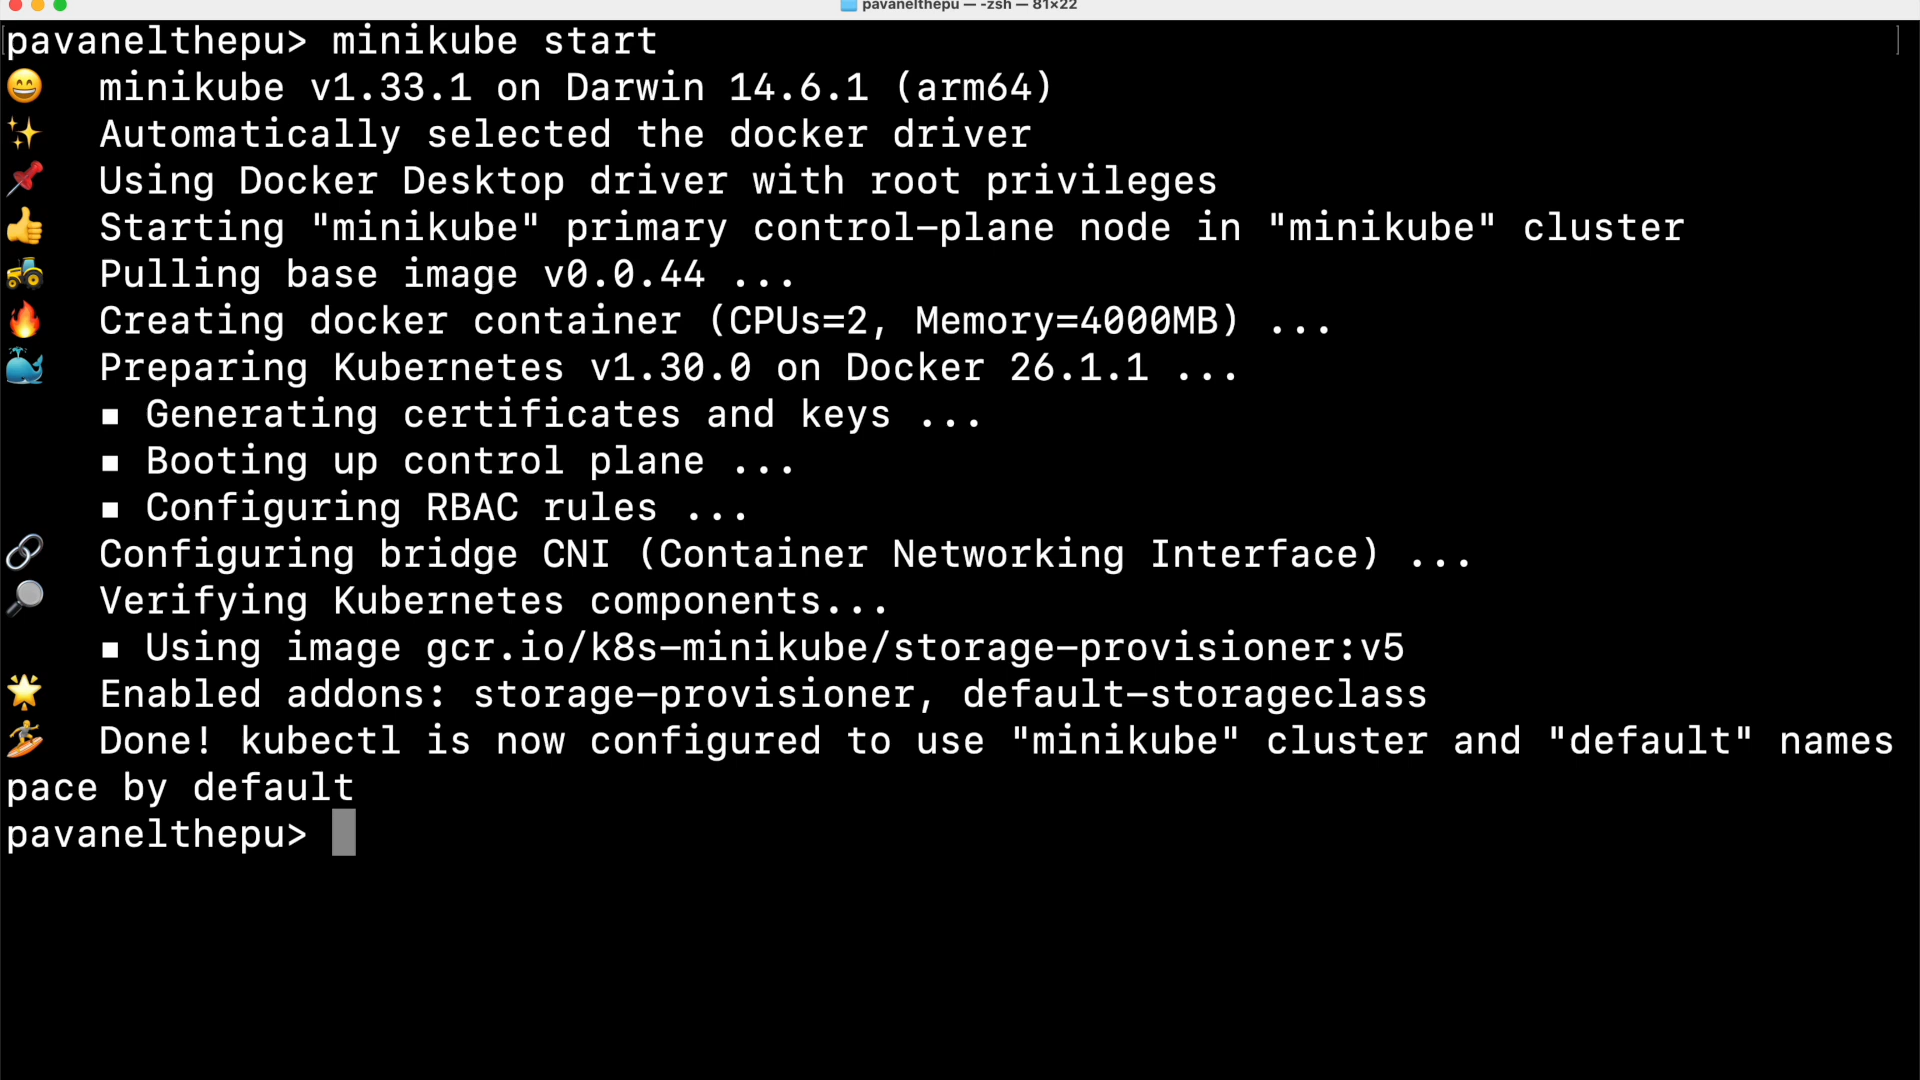 pavanelthepu — -zsh — 81×22
pavanelthepu> minikube start
😄 minikube v1.33.1 on Darwin 14.6.1 (arm64)
✨ Automatically selected the docker driver
📌 Using Docker Desktop driver with root privileges
👍 Starting "minikube" primary control-plane node in "minikube" cluster
🚜 Pulling base image v0.0.44 ...
🔥 Creating docker container (CPUs=2, Memory=4000MB) ...
🐳 Preparing Kubernetes v1.30.0 on Docker 26.1.1 ...
▪ Generating certificates and keys ...
▪ Booting up control plane ...
▪ Configuring RBAC rules ...
🔗 Configuring bridge CNI (Container Networking Interface) ...
🔎 Verifying Kubernetes components...
▪ Using image gcr.io/k8s-minikube/storage-provisioner:v5
🌟 Enabled addons: storage-provisioner, default-storageclass
🏄 Done! kubectl is now configured to use "minikube" cluster and "default" names
pace by default
pavanelthepu>